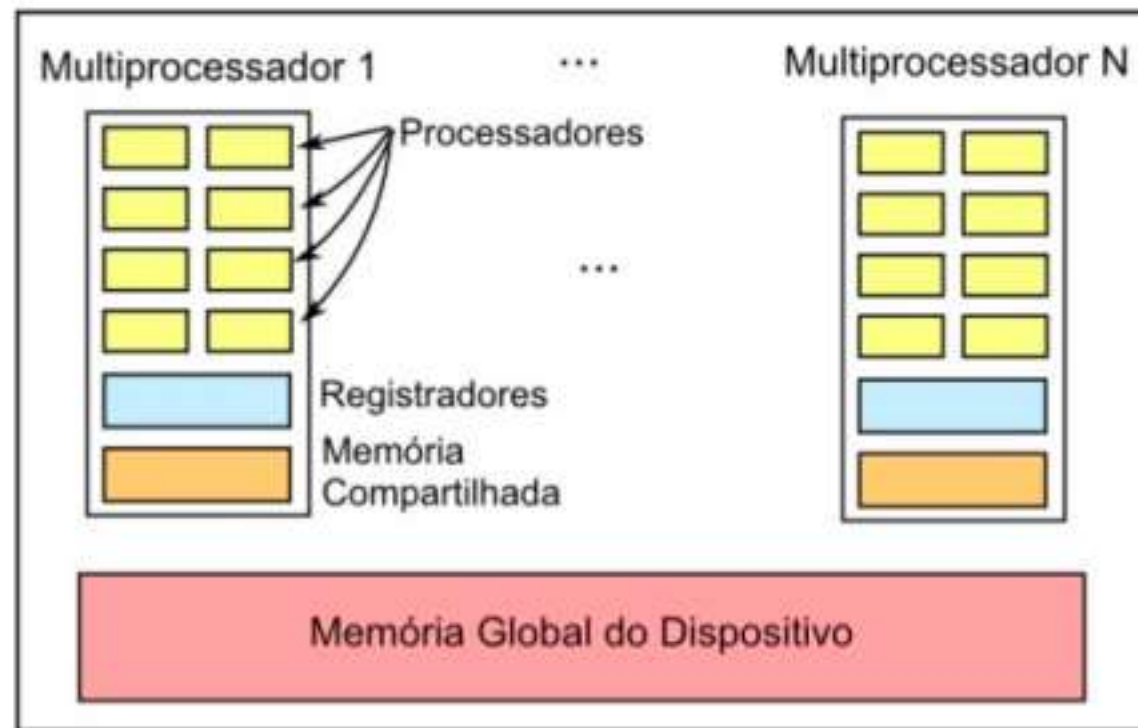 Multiprocessador 1
...
Multiprocessador N
Processadores
...
Registradores
Memória
Compartilhada
Memória Global do Dispositivo